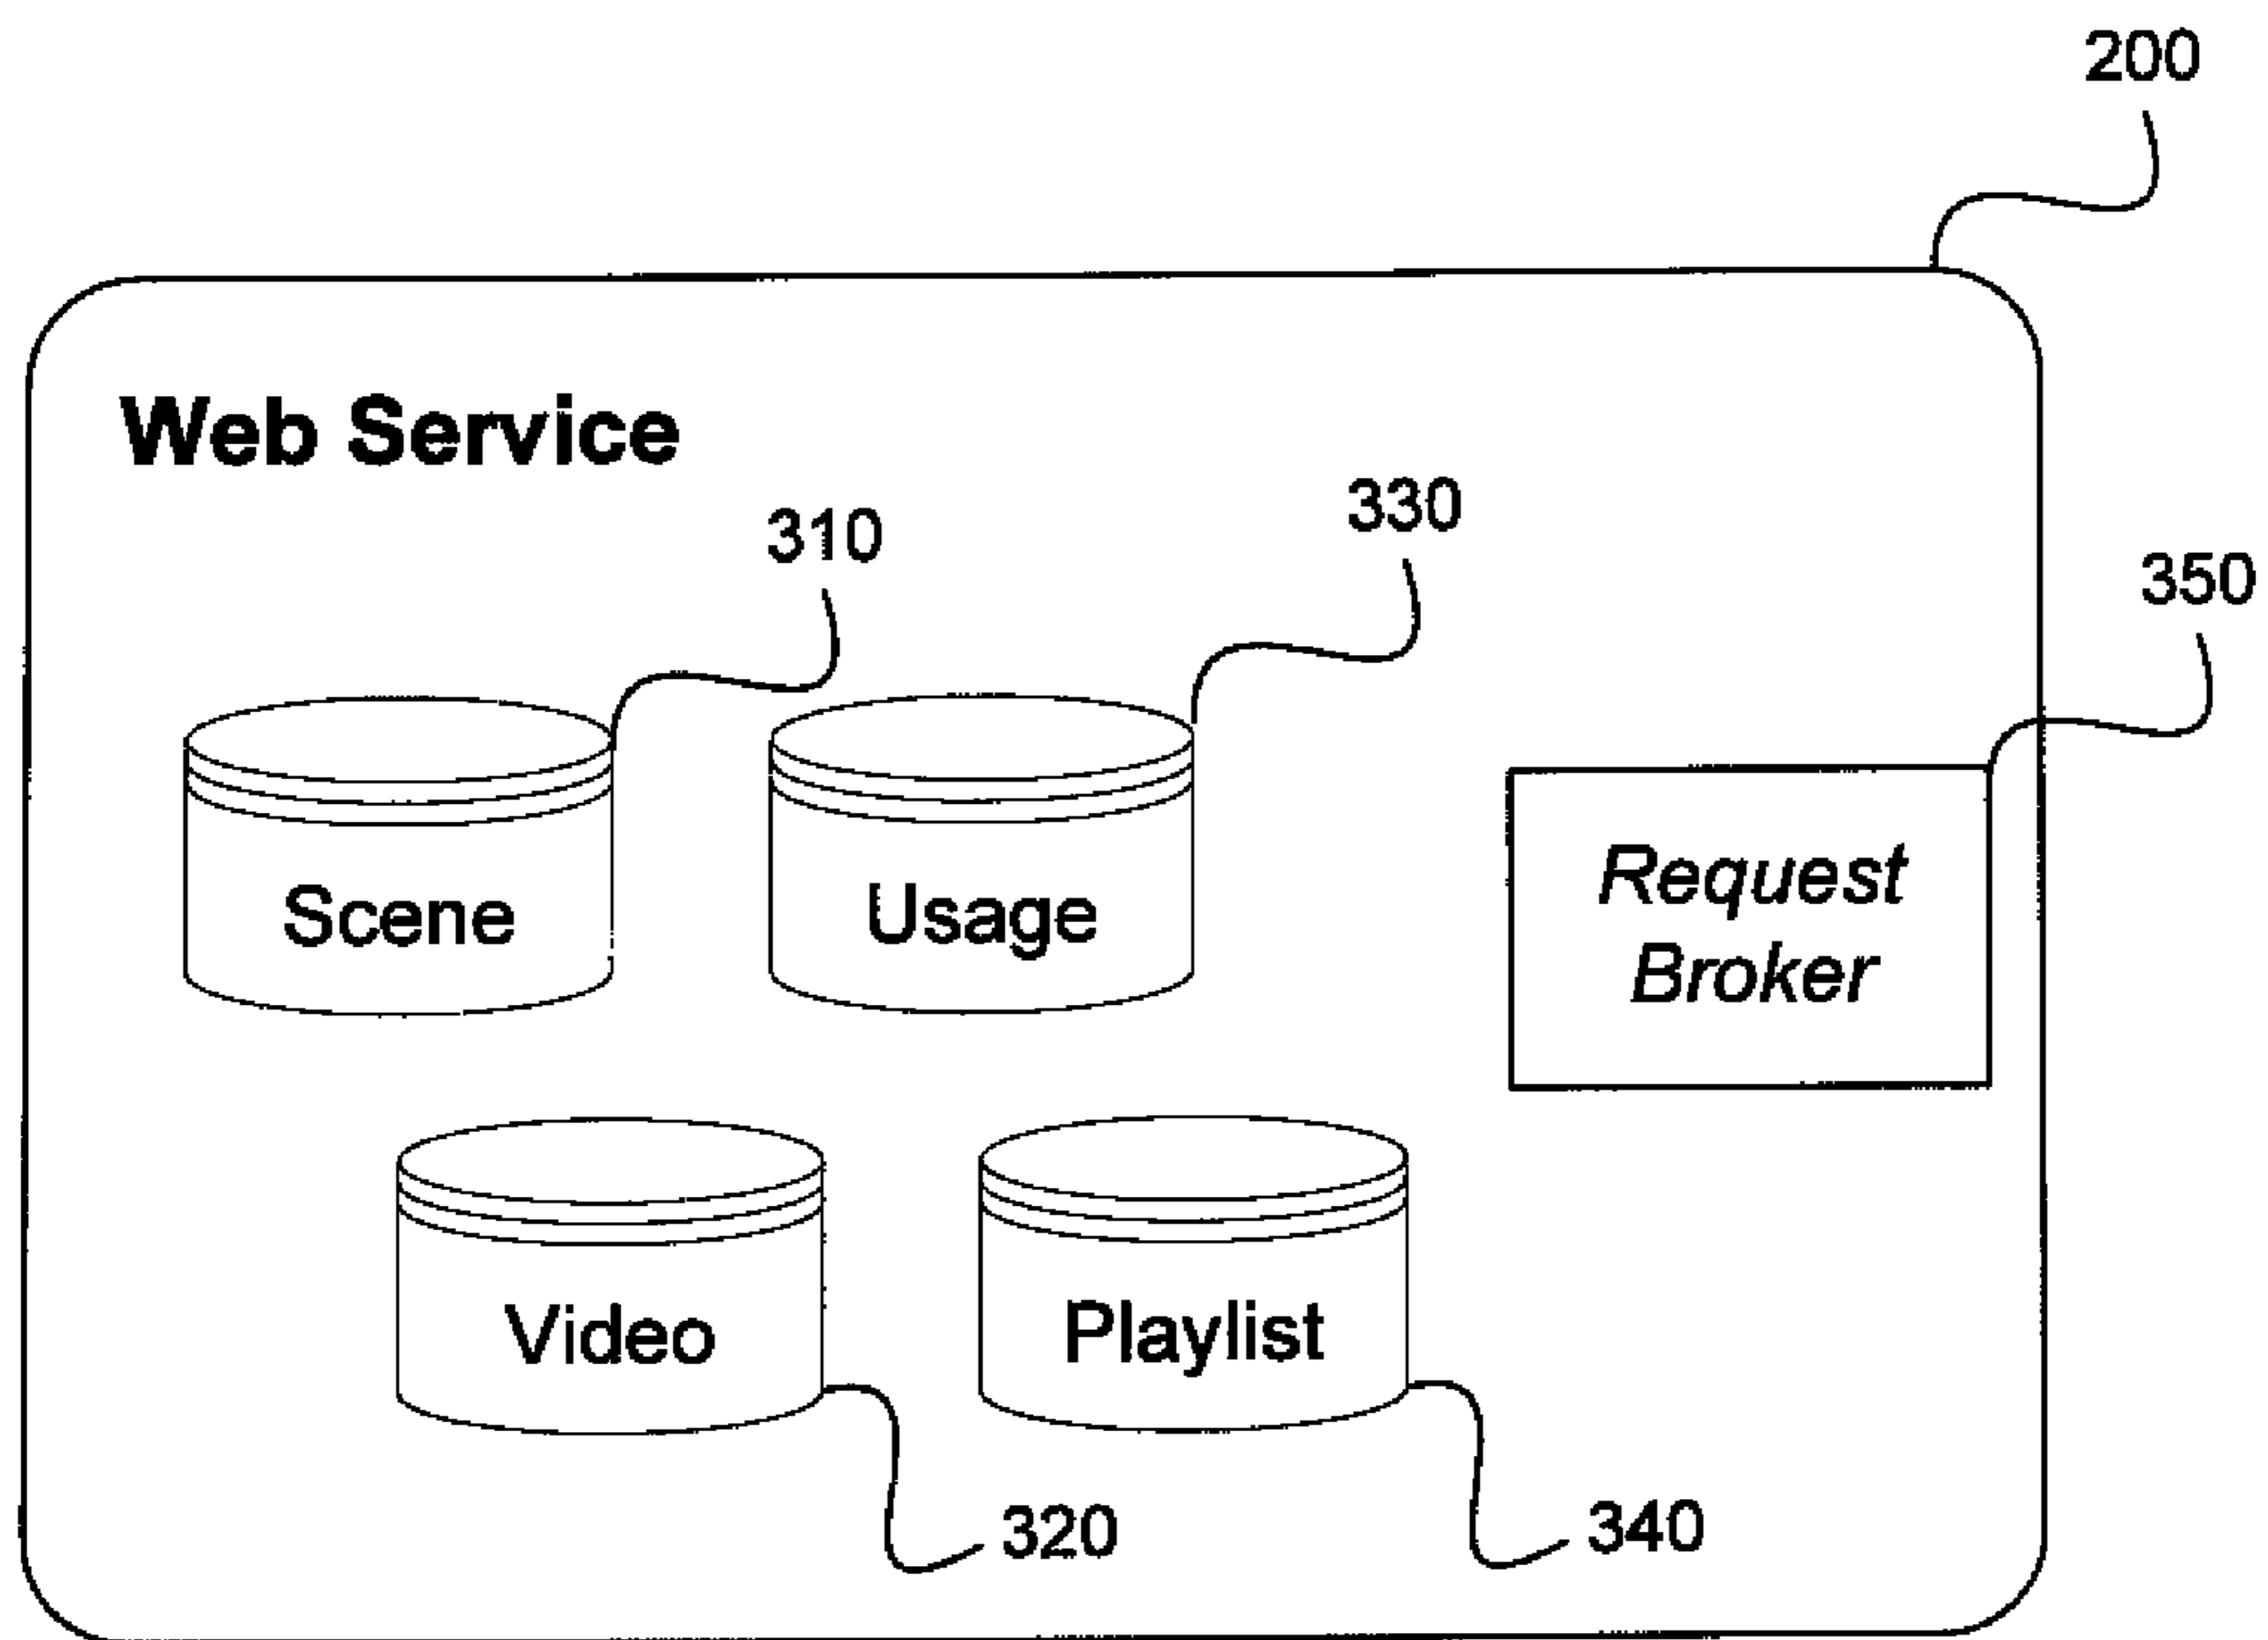 200
Web Service
310
330
350
Scene
Usage
Request
Broker
Video
Playlist
320
340